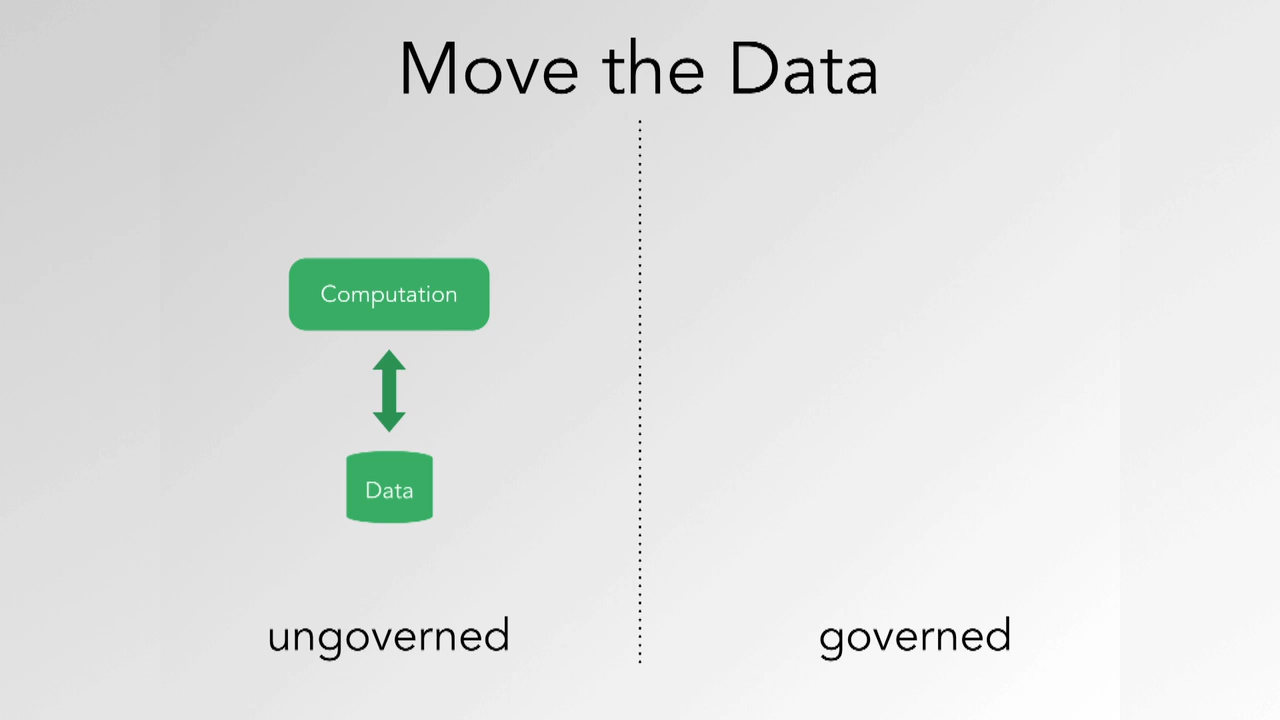 Move the Data
Computation
Data
ungoverned
governed